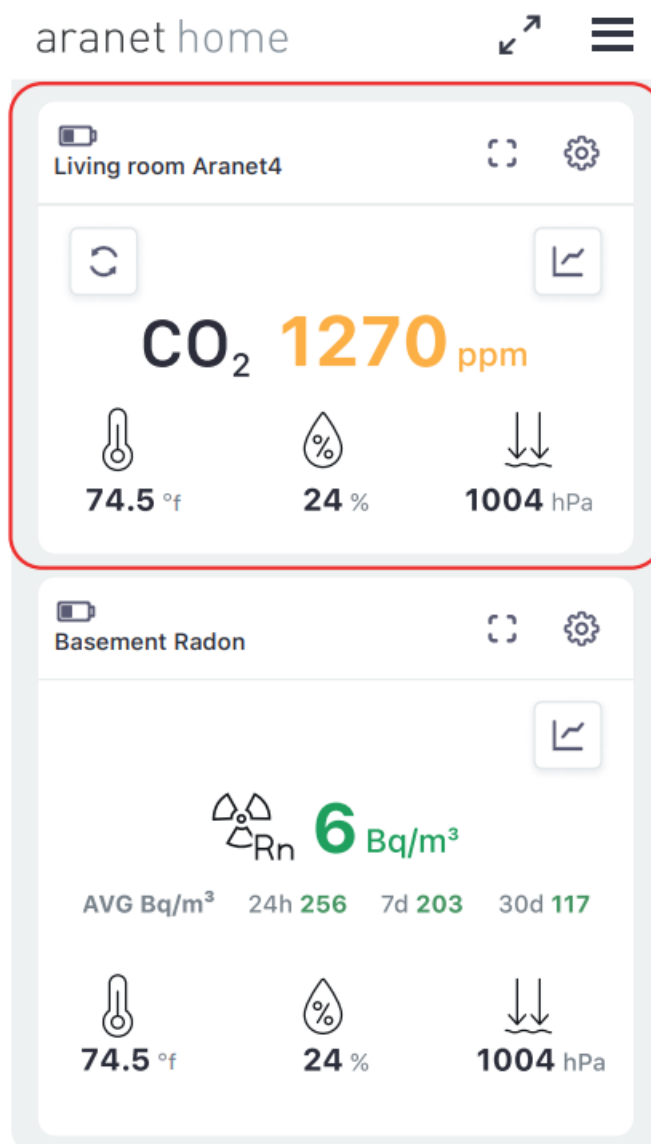 aranet home
Living room Aranet4
CO₂ 1270 ppm
%
74.5 °f 24 % 1004 hPa
Basement Radon
Rn 6 Bq/m³
AVG Bq/m³ 24h 256 7d 203 30d 117
%
74.5 °f 24 % 1004 hPa